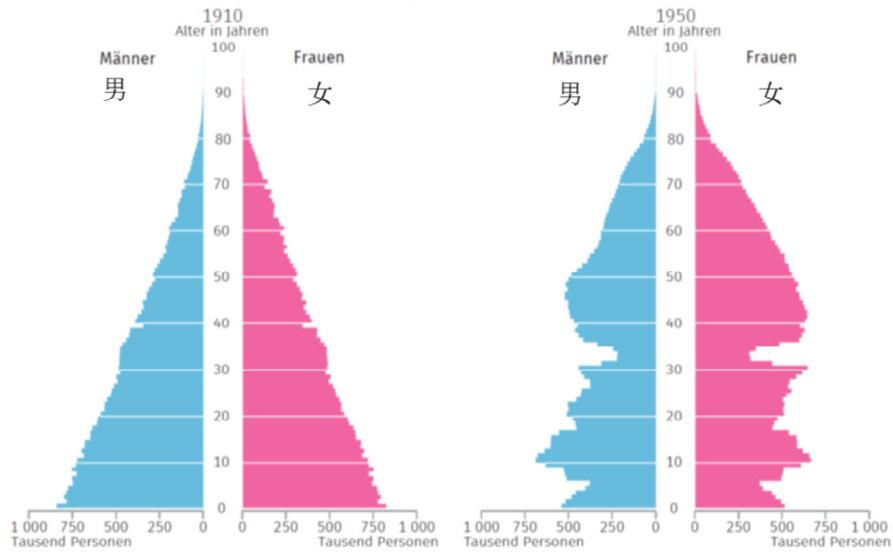 1910
Alter in Jahren
Männer
Frauen
男
女
100
90
80
70
60
50
40
30
20
10
0
1 000 750 500 250 0
0 250 500 750 1 000
Tausend Personen
Tausend Personen
1950
Alter in Jahren
Männer
Frauen
男
女
100
90
80
70
60
50
40
30
20
10
0
1 000 750 500 250 0
0 250 500 750 1 000
Tausend Personen
Tausend Personen